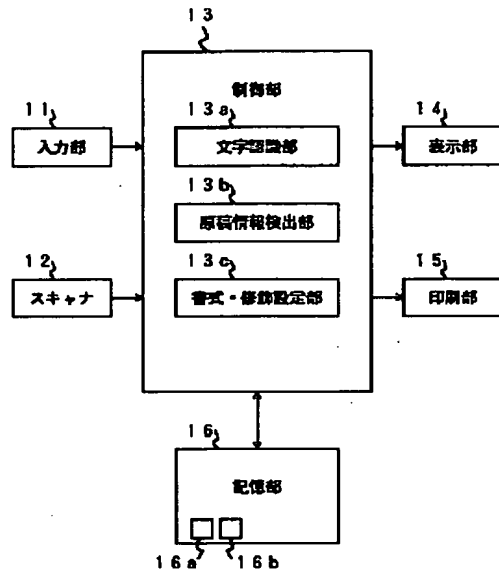 13
制御部
11
13a
14
入力部
文字認識部
表示部
13b
原稿情報検出部
12
13c
15
スキャナ
書式・修飾設定部
印刷部
16
記憶部
16a 16b